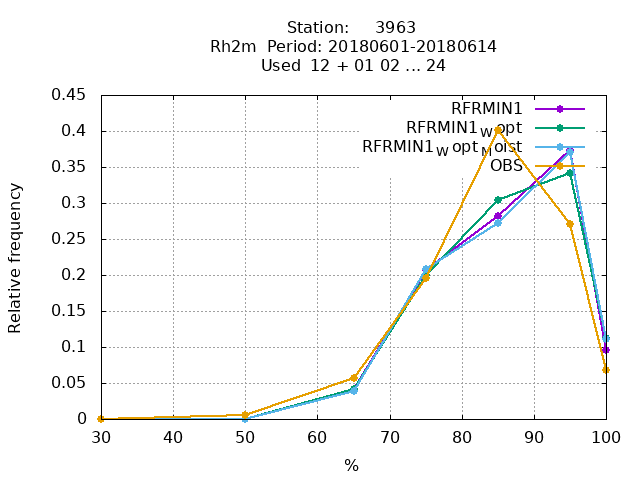 Station: 3963
Rh2m Period: 20180601-20180614
Used 12 + 01 02 ... 24
0.45
0.4
0.35
0.3
0.25
0.2
0.15
0.1
0.05
0
Relative frequency
RFRMIN1
RFRMIN1WOpt
RFRMIN1WoptMoist
OBS
30 40 50 60 70 80 90 100
%